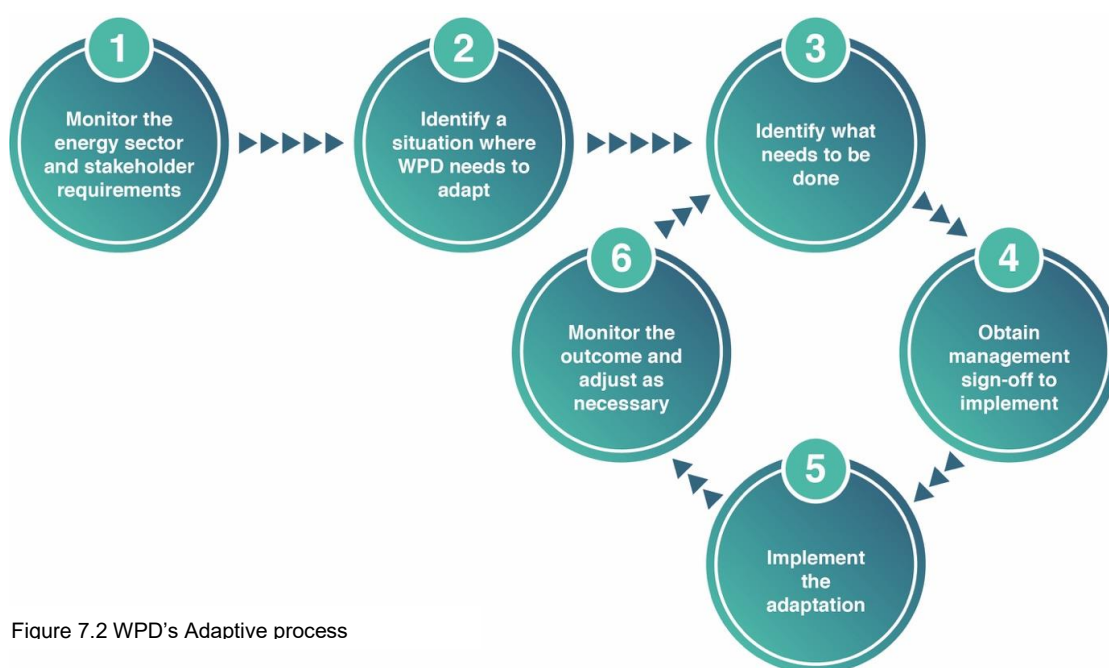 1
Monitor the
energy sector
and stakeholder
requirements
2
Identify a
situation where
WPD needs to
adapt
3
Identify what
needs to be
done
4
Obtain
management
sign-off to
implement
5
Implement
the
adaptation
6
Monitor the
outcome and
adjust as
necessary
Figure 7.2 WPD's Adaptive process